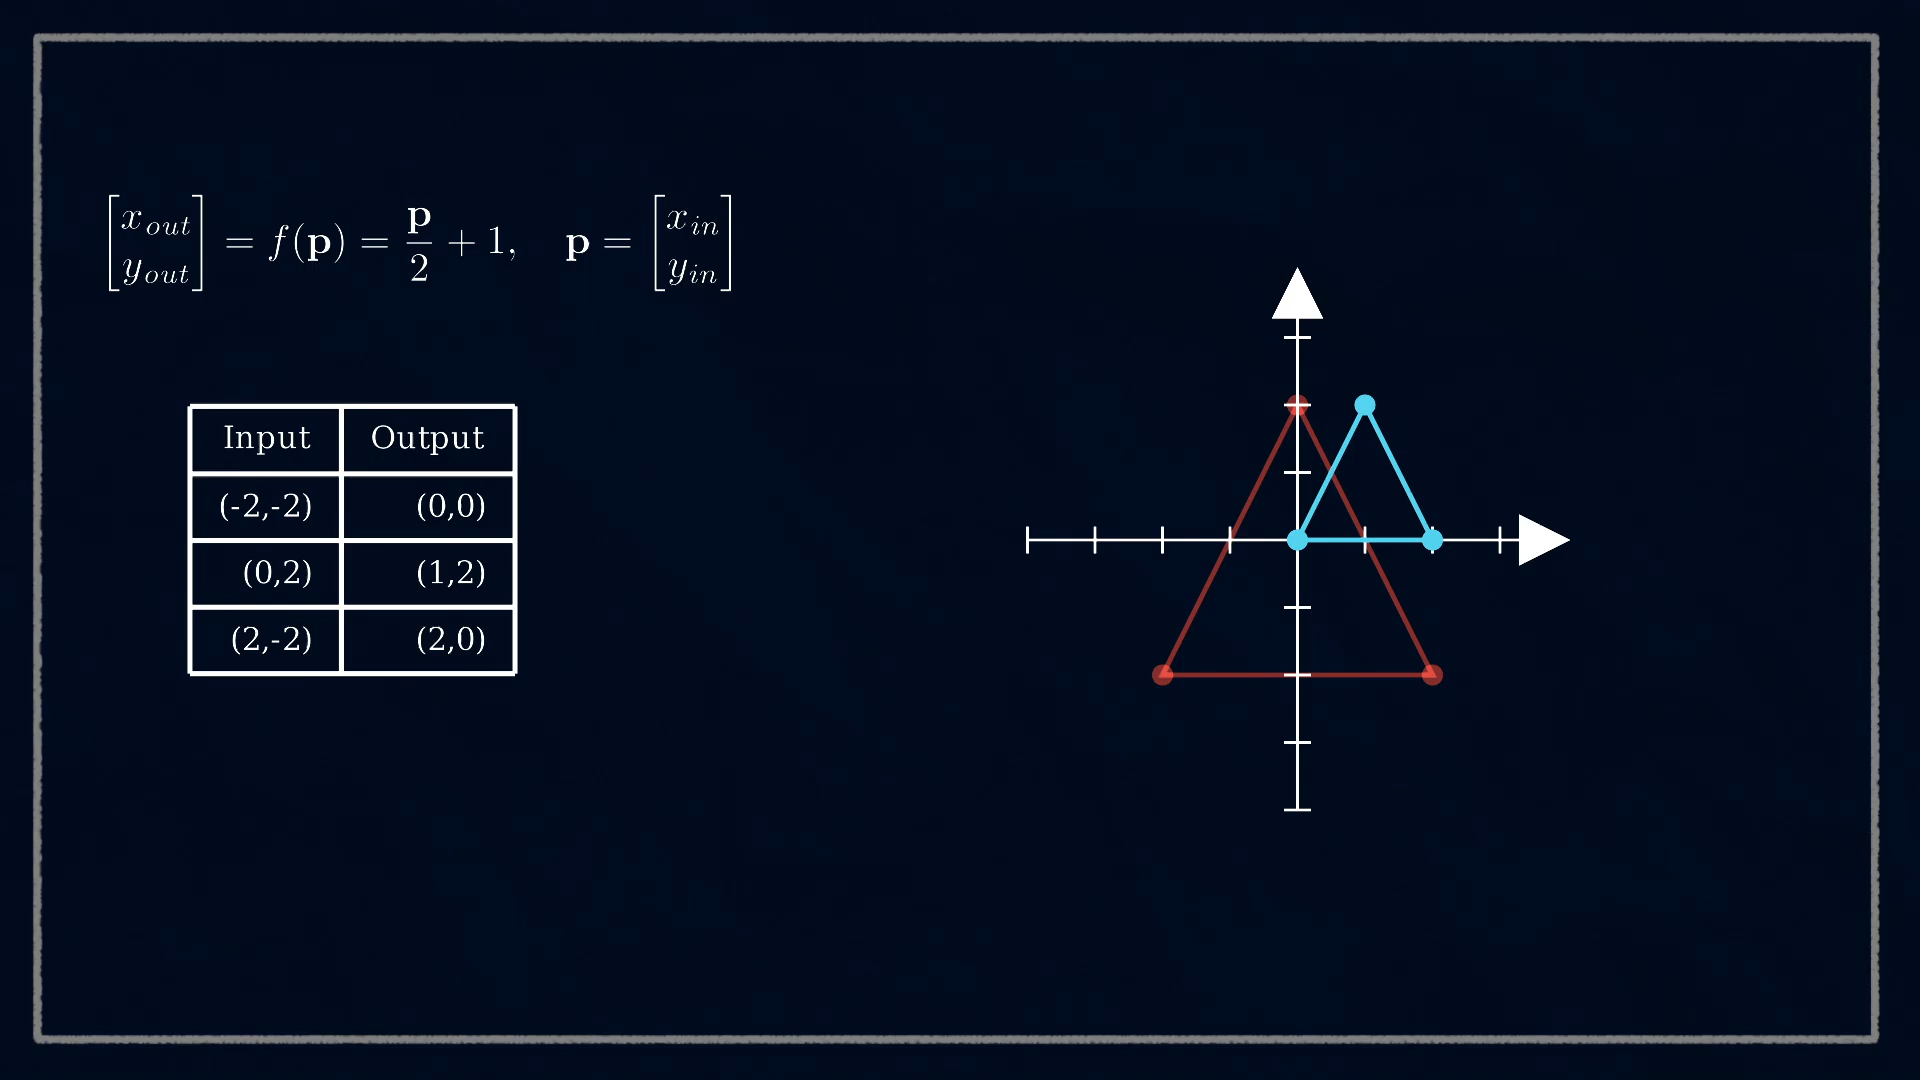 [x_out y_out] = f(p) = p/2 + 1, p = [x_in y_in]
Input Output
(-2,-2) (0,0)
(0,2) (1,2)
(2,-2) (2,0)